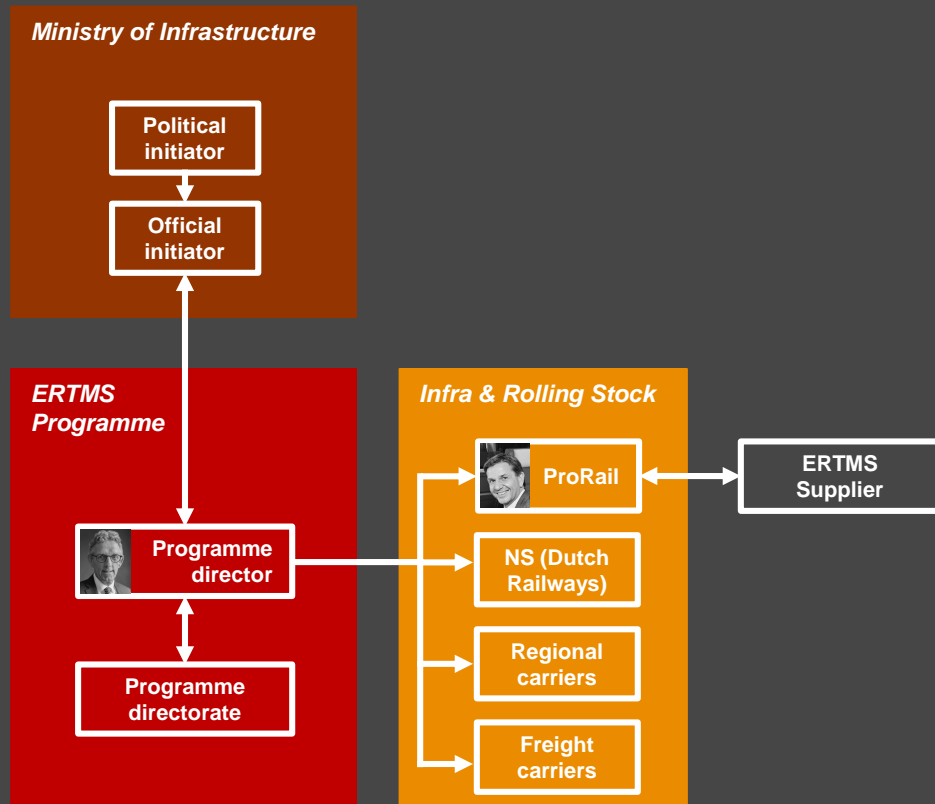 Ministry of Infrastructure
Political
initiator
Official
initiator
ERTMS
Programme
Programme
director
Programme
directorate
Infra & Rolling Stock
ProRail
NS (Dutch
Railways)
Regional
carriers
Freight
carriers
ERTMS
Supplier